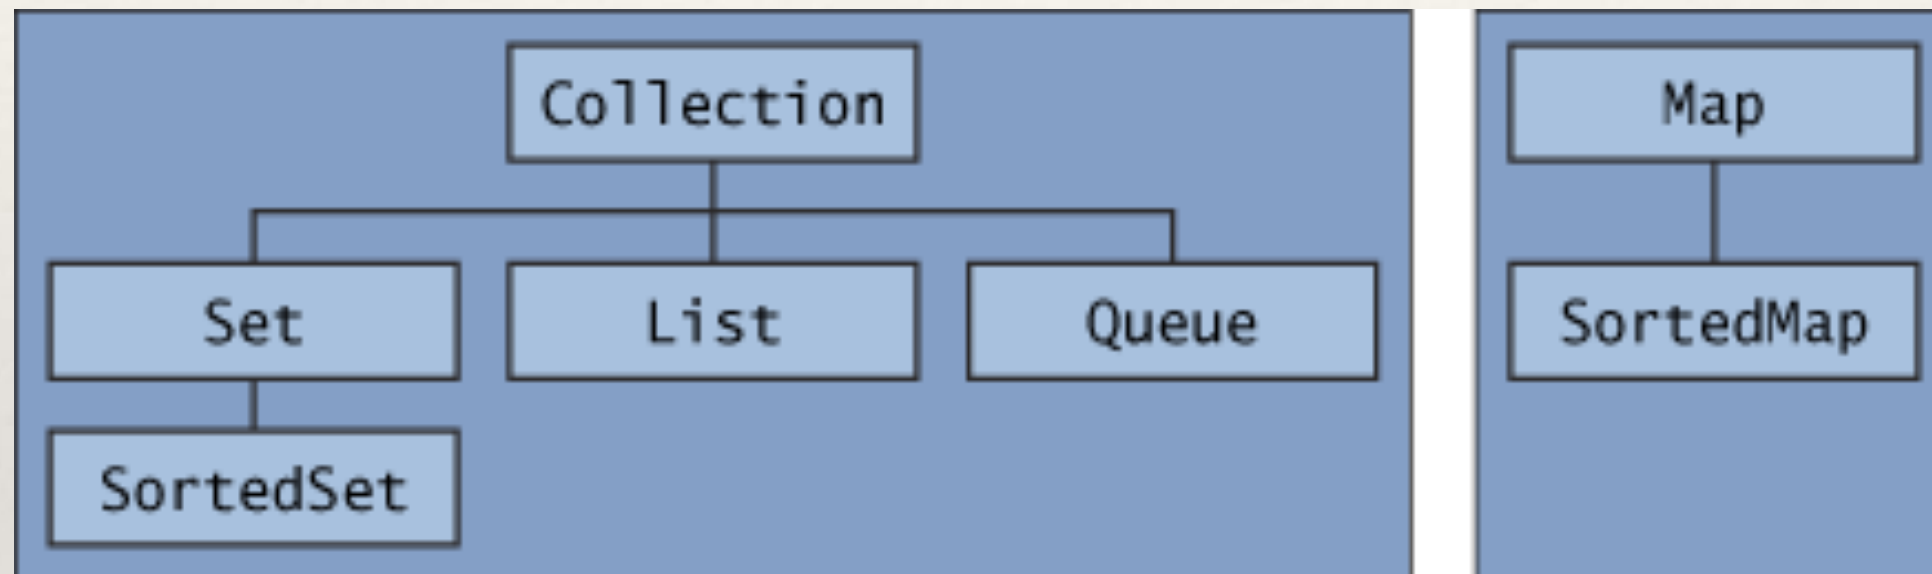 Collection
Map
Set
List
Queue
SortedMap
SortedSet